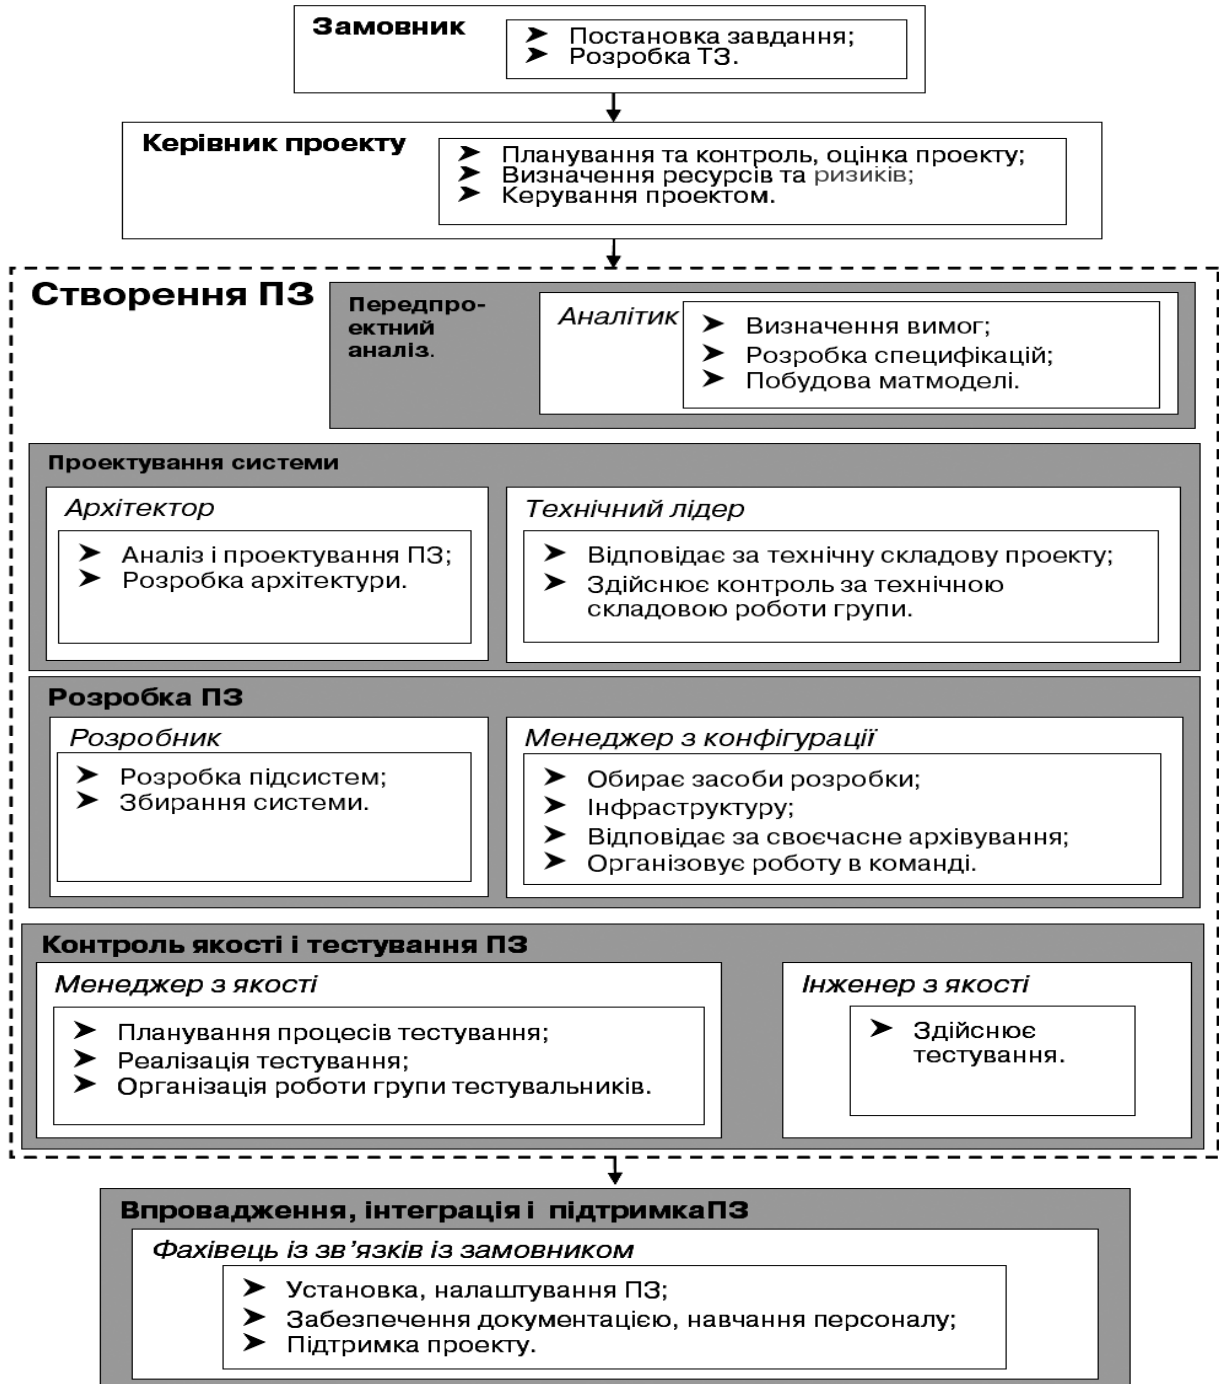 Замовник
➤ Постановка завдання;
➤ Розробка ТЗ.
Керівник проекту
➤ Планування та контроль, оцінка проекту;
➤ Визначення ресурсів та ризиків;
➤ Керування проектом.
Створення ПЗ
Передпро-
ектний
аналіз.
Аналітик
➤ Визначення вимог;
➤ Розробка специфікацій;
➤ Побудова матмоделі.
Проектування системи
Архітектор
➤ Аналіз і проектування ПЗ;
➤ Розробка архітектури.
Технічний лідер
➤ Відповідає за технічну складову проекту;
➤ Здійснює контроль за технічною
складовою роботи групи.
Розробка ПЗ
Розробник
➤ Розробка підсистем;
➤ Збирання системи.
Менеджер з конфігурації
➤ Обирає засоби розробки;
➤ Інфраструктуру;
➤ Відповідає за своєчасне архівування;
➤ Організовує роботу в команді.
Контроль якості і тестування ПЗ
Менеджер з якості
➤ Планування процесів тестування;
➤ Реалізація тестування;
➤ Організація роботи групи тестувальників.
Інженер з якості
➤ Здійснює
тестування.
Впровадження, інтеграція і підтримкаПЗ
Фахівець із зв’язків із замовником
➤ Установка, налаштування ПЗ;
➤ Забезпечення документацією, навчання персоналу;
➤ Підтримка проекту.